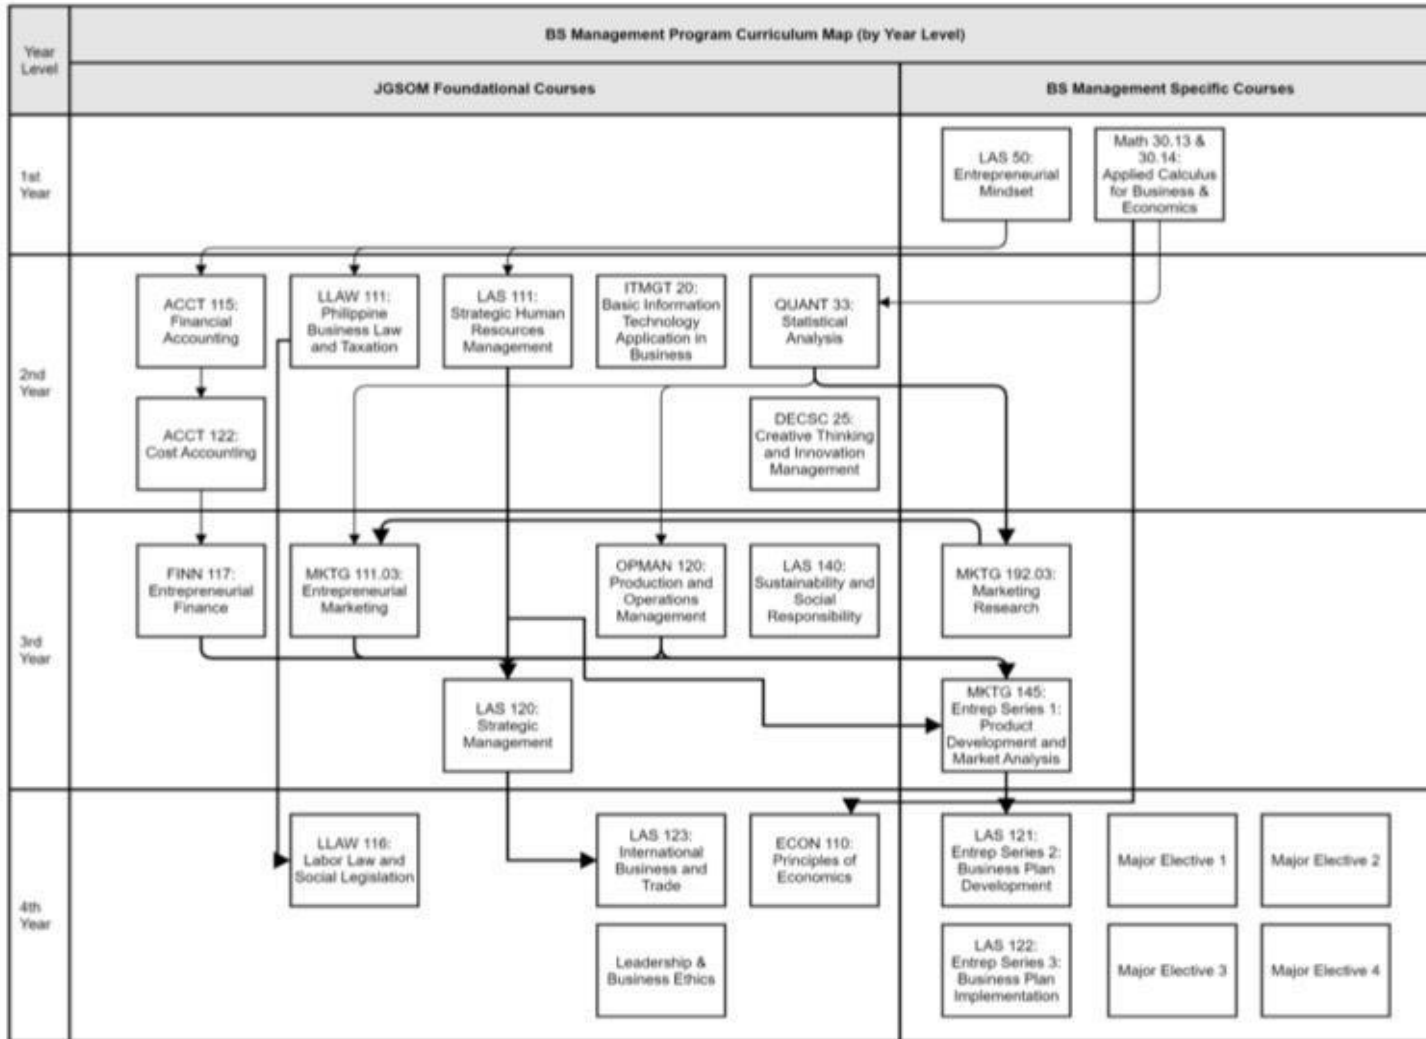 BS Management Program Curriculum Map (by Year Level)
Year
Level
JGSOM Foundational Courses
BS Management Specific Courses
1st
Year
LAS 50:
Entrepreneurial
Mindset
Math 30.13 &
30.14:
Applied Calculus
for Business &
Economics
2nd
Year
ACCT 115:
Financial
Accounting
LLAW 111:
Philippine
Business Law
and Taxation
LAS 111:
Strategic Human
Resources
Management
ITMGT 20:
Basic Information
Technology
Application in
Business
QUANT 33:
Statistical
Analysis
ACCT 122:
Cost Accounting
DECSC 25:
Creative Thinking
and Innovation
Management
3rd
Year
FINN 117:
Entrepreneurial
Finance
MKTG 111.03:
Entrepreneurial
Marketing
OPMAN 120:
Production and
Operations
Management
LAS 140:
Sustainability and
Social
Responsibility
MKTG 192.03:
Marketing
Research
LAS 120:
Strategic
Management
MKTG 145:
Entrep Series 1:
Product
Development and
Market Analysis
4th
Year
LLAW 116:
Labor Law and
Social Legislation
LAS 123:
International
Business and
Trade
ECON 110:
Principles of
Economics
LAS 121:
Entrep Series 2:
Business Plan
Development
Major Elective 1
Major Elective 2
Leadership &
Business Ethics
LAS 122:
Entrep Series 3:
Business Plan
Implementation
Major Elective 3
Major Elective 4